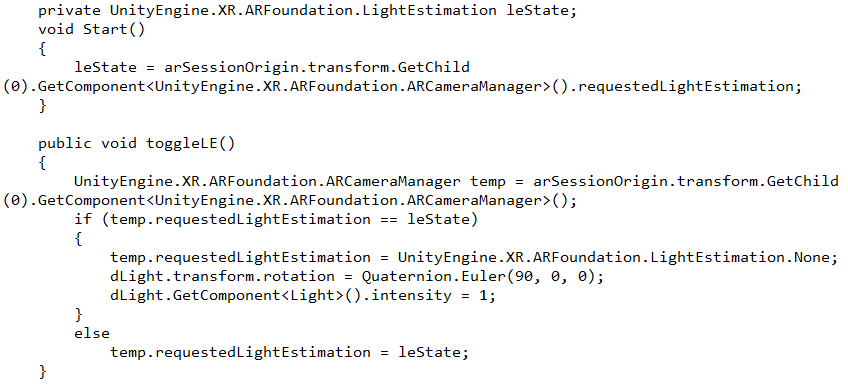 private UnityEngine.XR.ARFoundation.LightEstimation leState;
void Start()
{
leState = arSessionOrigin.transform.GetChild
(0).GetComponent<UnityEngine.XR.ARFoundation.ARCameraManager>().requestedLightEstimation;
}
public void toggleLE()
{
UnityEngine.XR.ARFoundation.ARCameraManager temp = arSessionOrigin.transform.GetChild
(0).GetComponent<UnityEngine.XR.ARFoundation.ARCameraManager>();
if (temp.requestedLightEstimation == leState)
{
temp.requestedLightEstimation = UnityEngine.XR.ARFoundation.LightEstimation.None;
dLight.transform.rotation = Quaternion.Euler(90, 0, 0);
dLight.GetComponent<Light>().intensity = 1;
}
else
temp.requestedLightEstimation = leState;
}